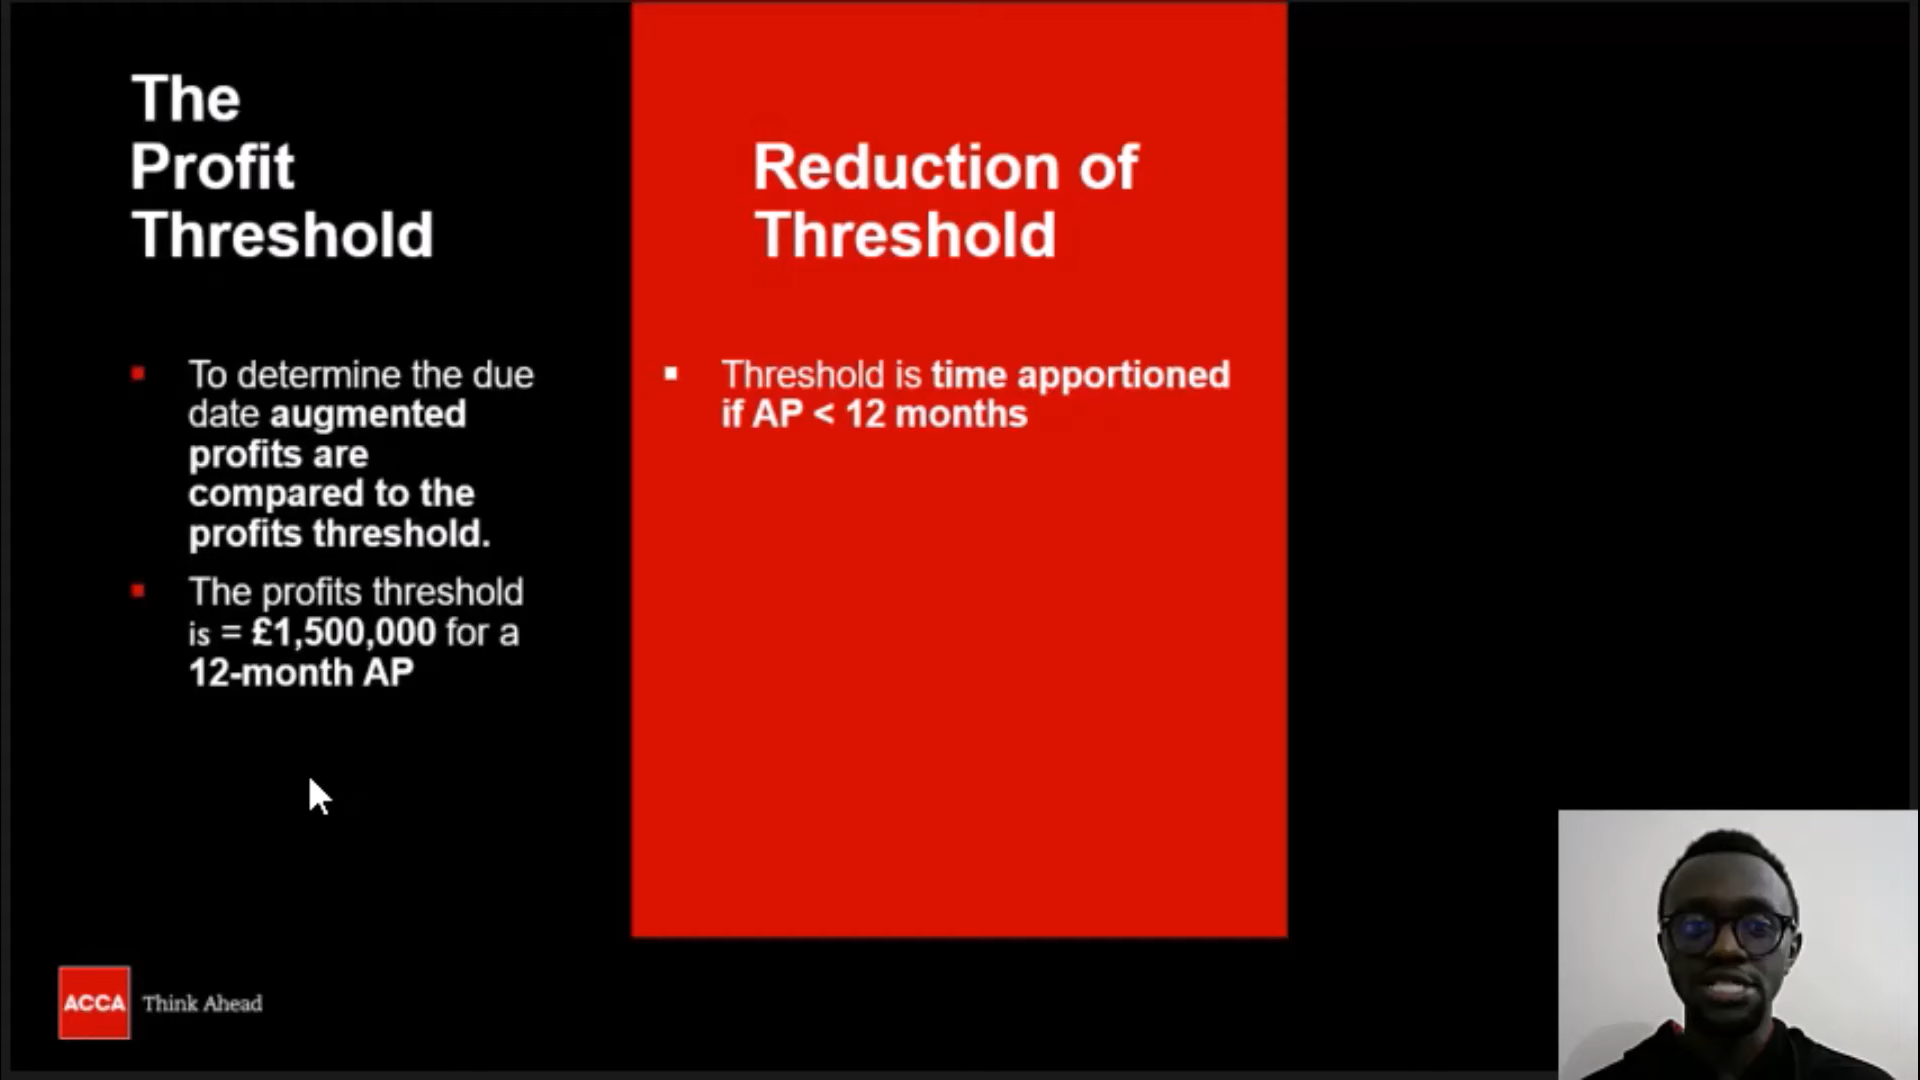 The
Profit
Threshold
To determine the due
date augmented
profits are
compared to the
profits threshold.
The profits threshold
is = £1,500,000 for a
12-month AP
Reduction of
Threshold
Threshold is time apportioned
if AP < 12 months
ACCA Think Ahead